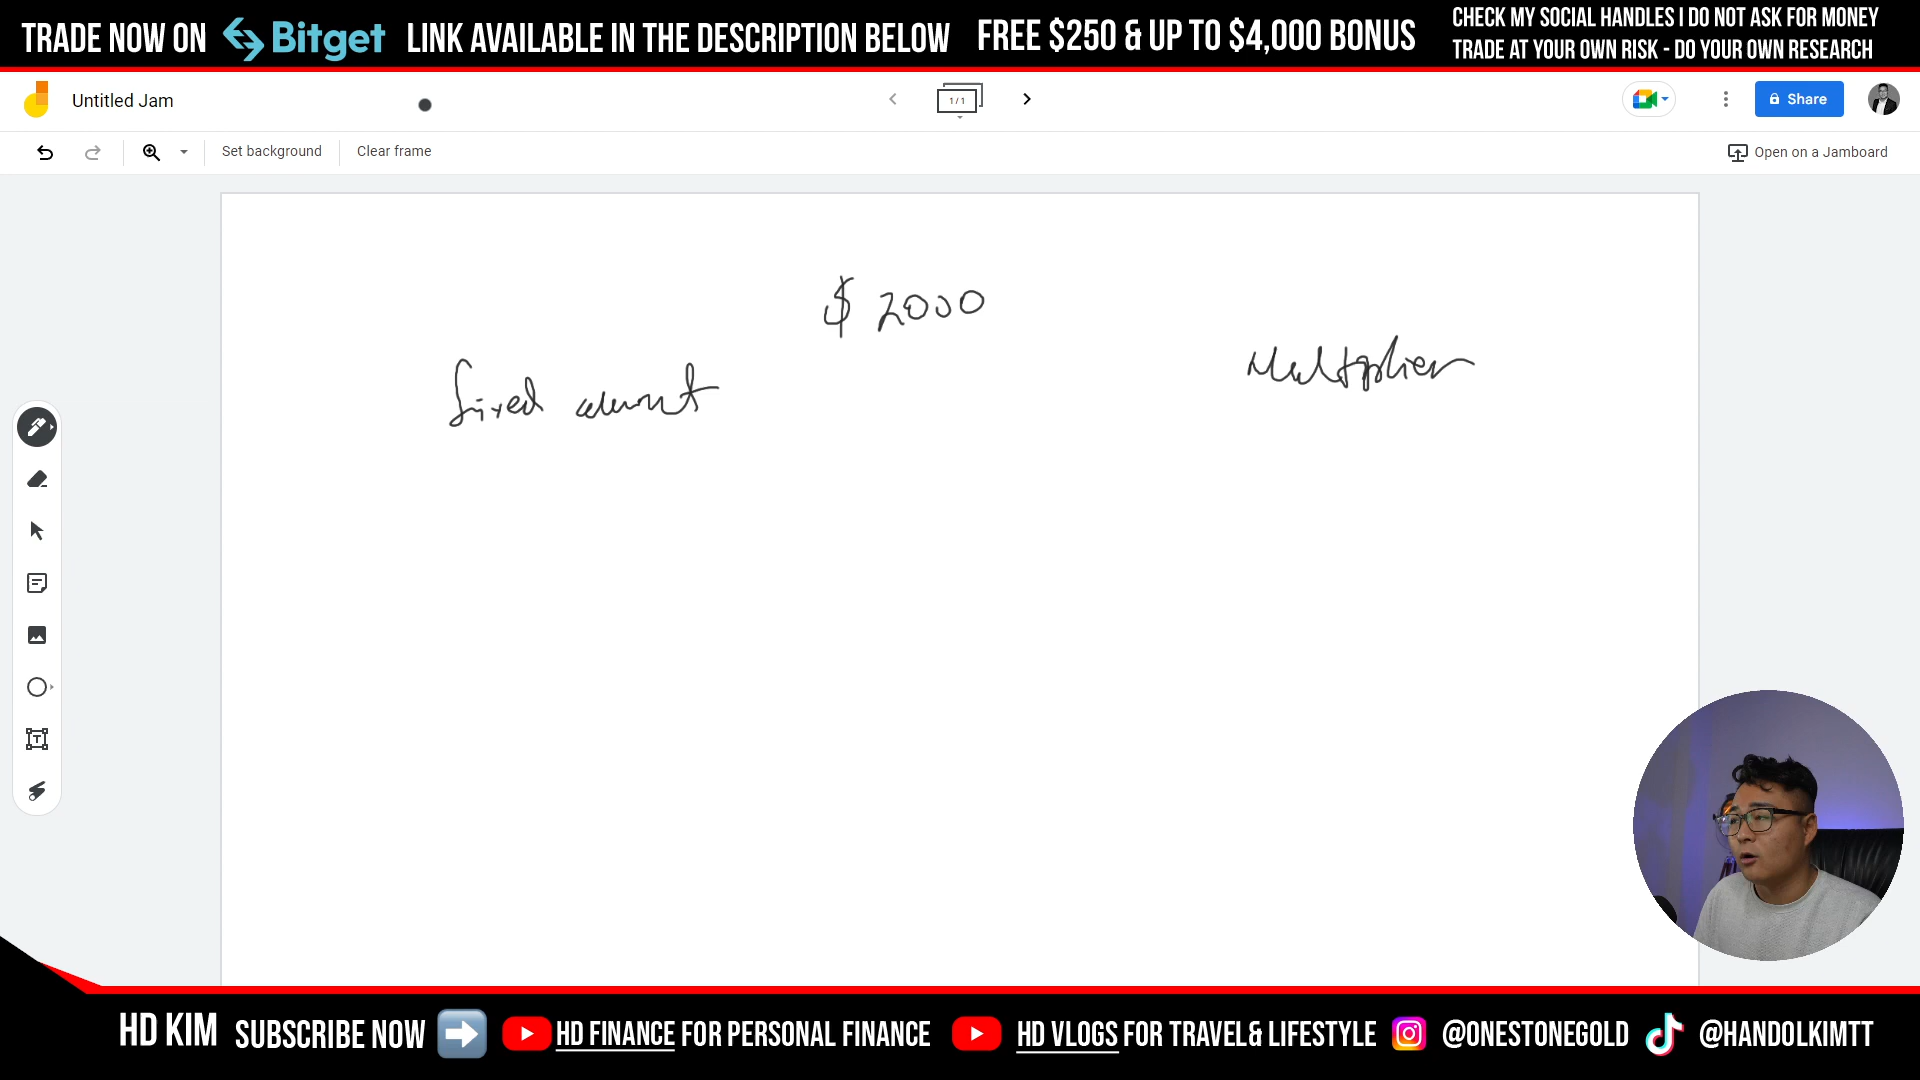 TRADE NOW ON Bitget LINK AVAILABLE IN THE DESCRIPTION BELOW FREE $250 & UP TO $4,000 BONUS
CHECK MY SOCIAL HANDLES I DO NOT ASK FOR MONEY
TRADE AT YOUR OWN RISK - DO YOUR OWN RESEARCH
Untitled Jam
1/1
Share
Set background
Clear frame
Open on a Jamboard
$ 2000
Multiplier
fixed amount
HD KIM SUBSCRIBE NOW HD FINANCE FOR PERSONAL FINANCE HD VLOGS FOR TRAVEL & LIFESTYLE @ONESTONEGOLD @HANDOLKIMTT